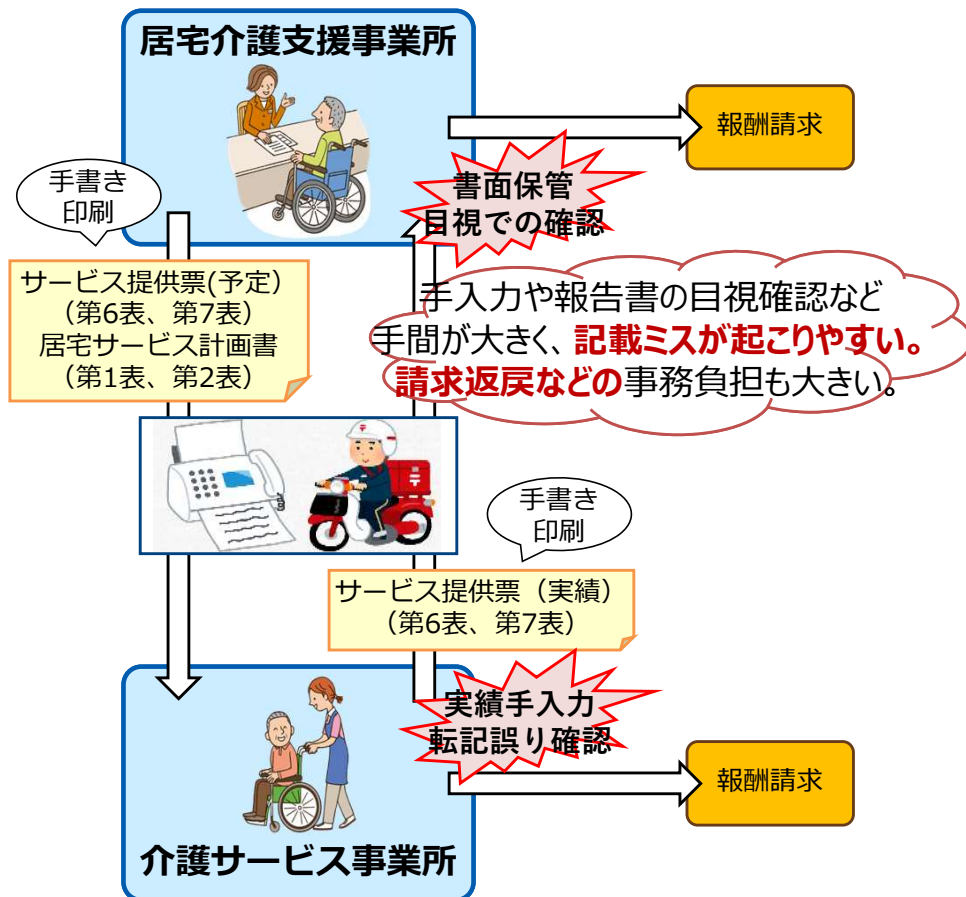 居宅介護支援事業所
報酬請求
手書き
印刷
書面保管
目視での確認
サービス提供票(予定)
（第6表、第7表）
居宅サービス計画書
（第1表、第2表）
手入力や報告書の目視確認など
手間が大きく、記載ミスが起こりやすい。
請求返戻などの事務負担も大きい。
手書き
印刷
サービス提供票（実績）
（第6表、第7表）
実績手入力
転記誤り確認
報酬請求
介護サービス事業所